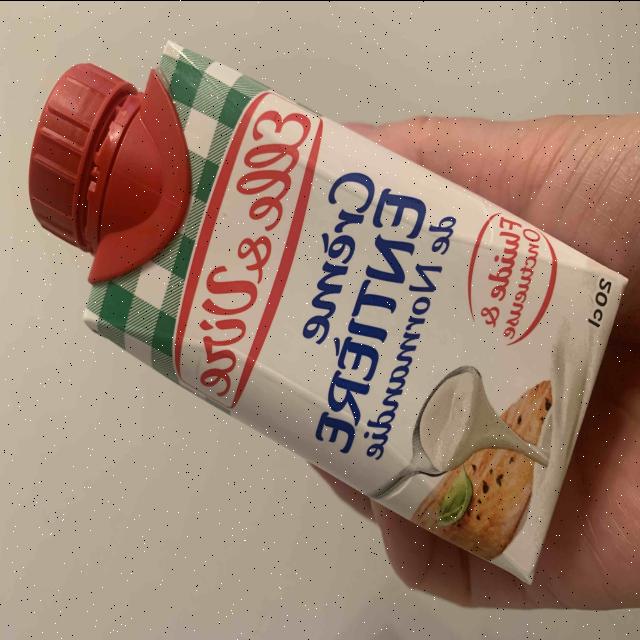 Elle & Vire
Crème
ENTIÈRE
de Normandie
Fluide &
Onctueuse
20cl